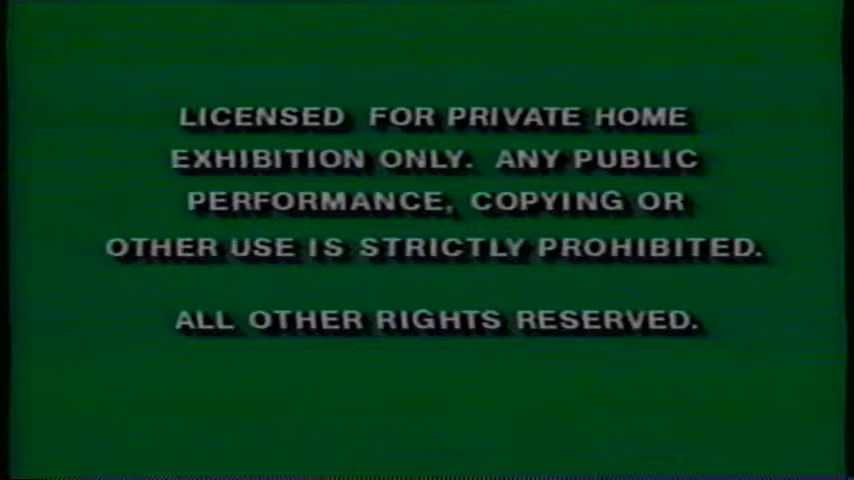 LICENSED FOR PRIVATE HOME
EXHIBITION ONLY. ANY PUBLIC
PERFORMANCE, COPYING OR
OTHER USE IS STRICTLY PROHIBITED.
ALL OTHER RIGHTS RESERVED.